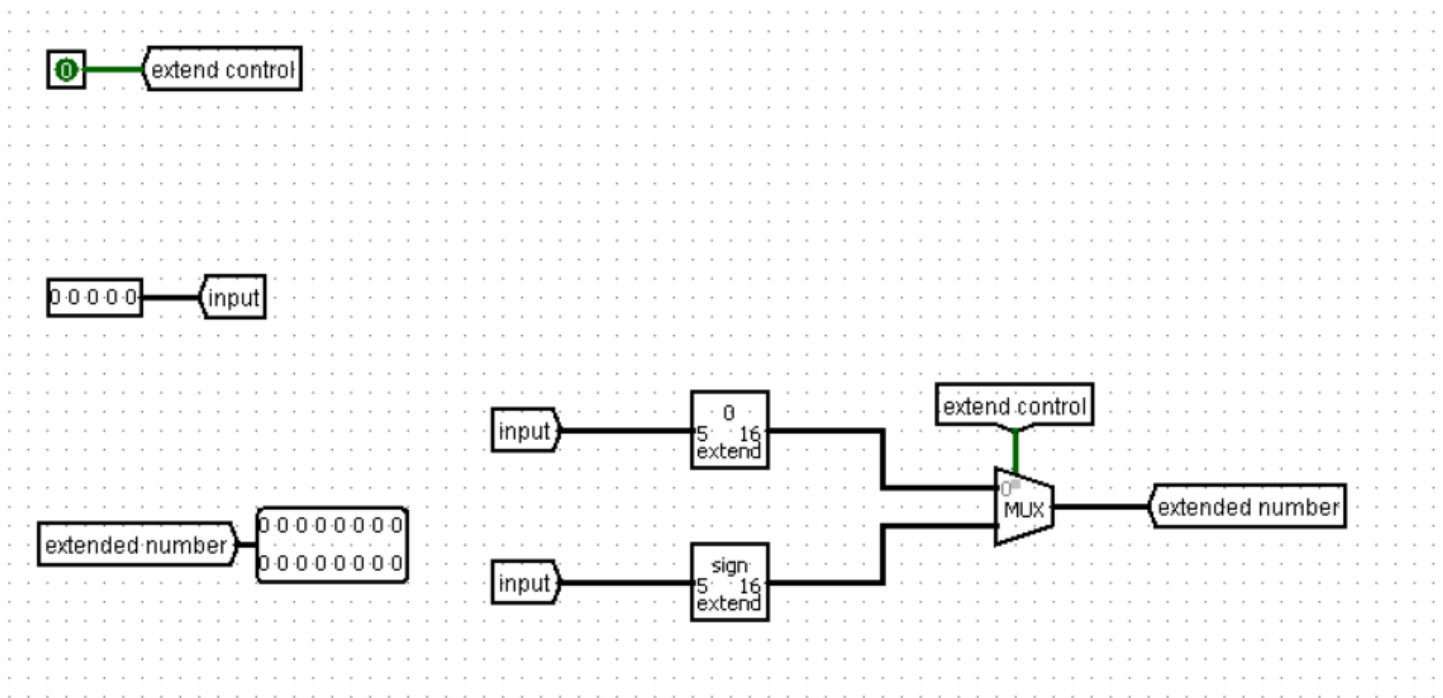 0 extend control
0 0 0 0 0 input
input
0
5 16
extend
extend control
0
MUX
extended number
extended number
0 0 0 0 0 0 0 0
0 0 0 0 0 0 0 0
input
sign
5 16
extend